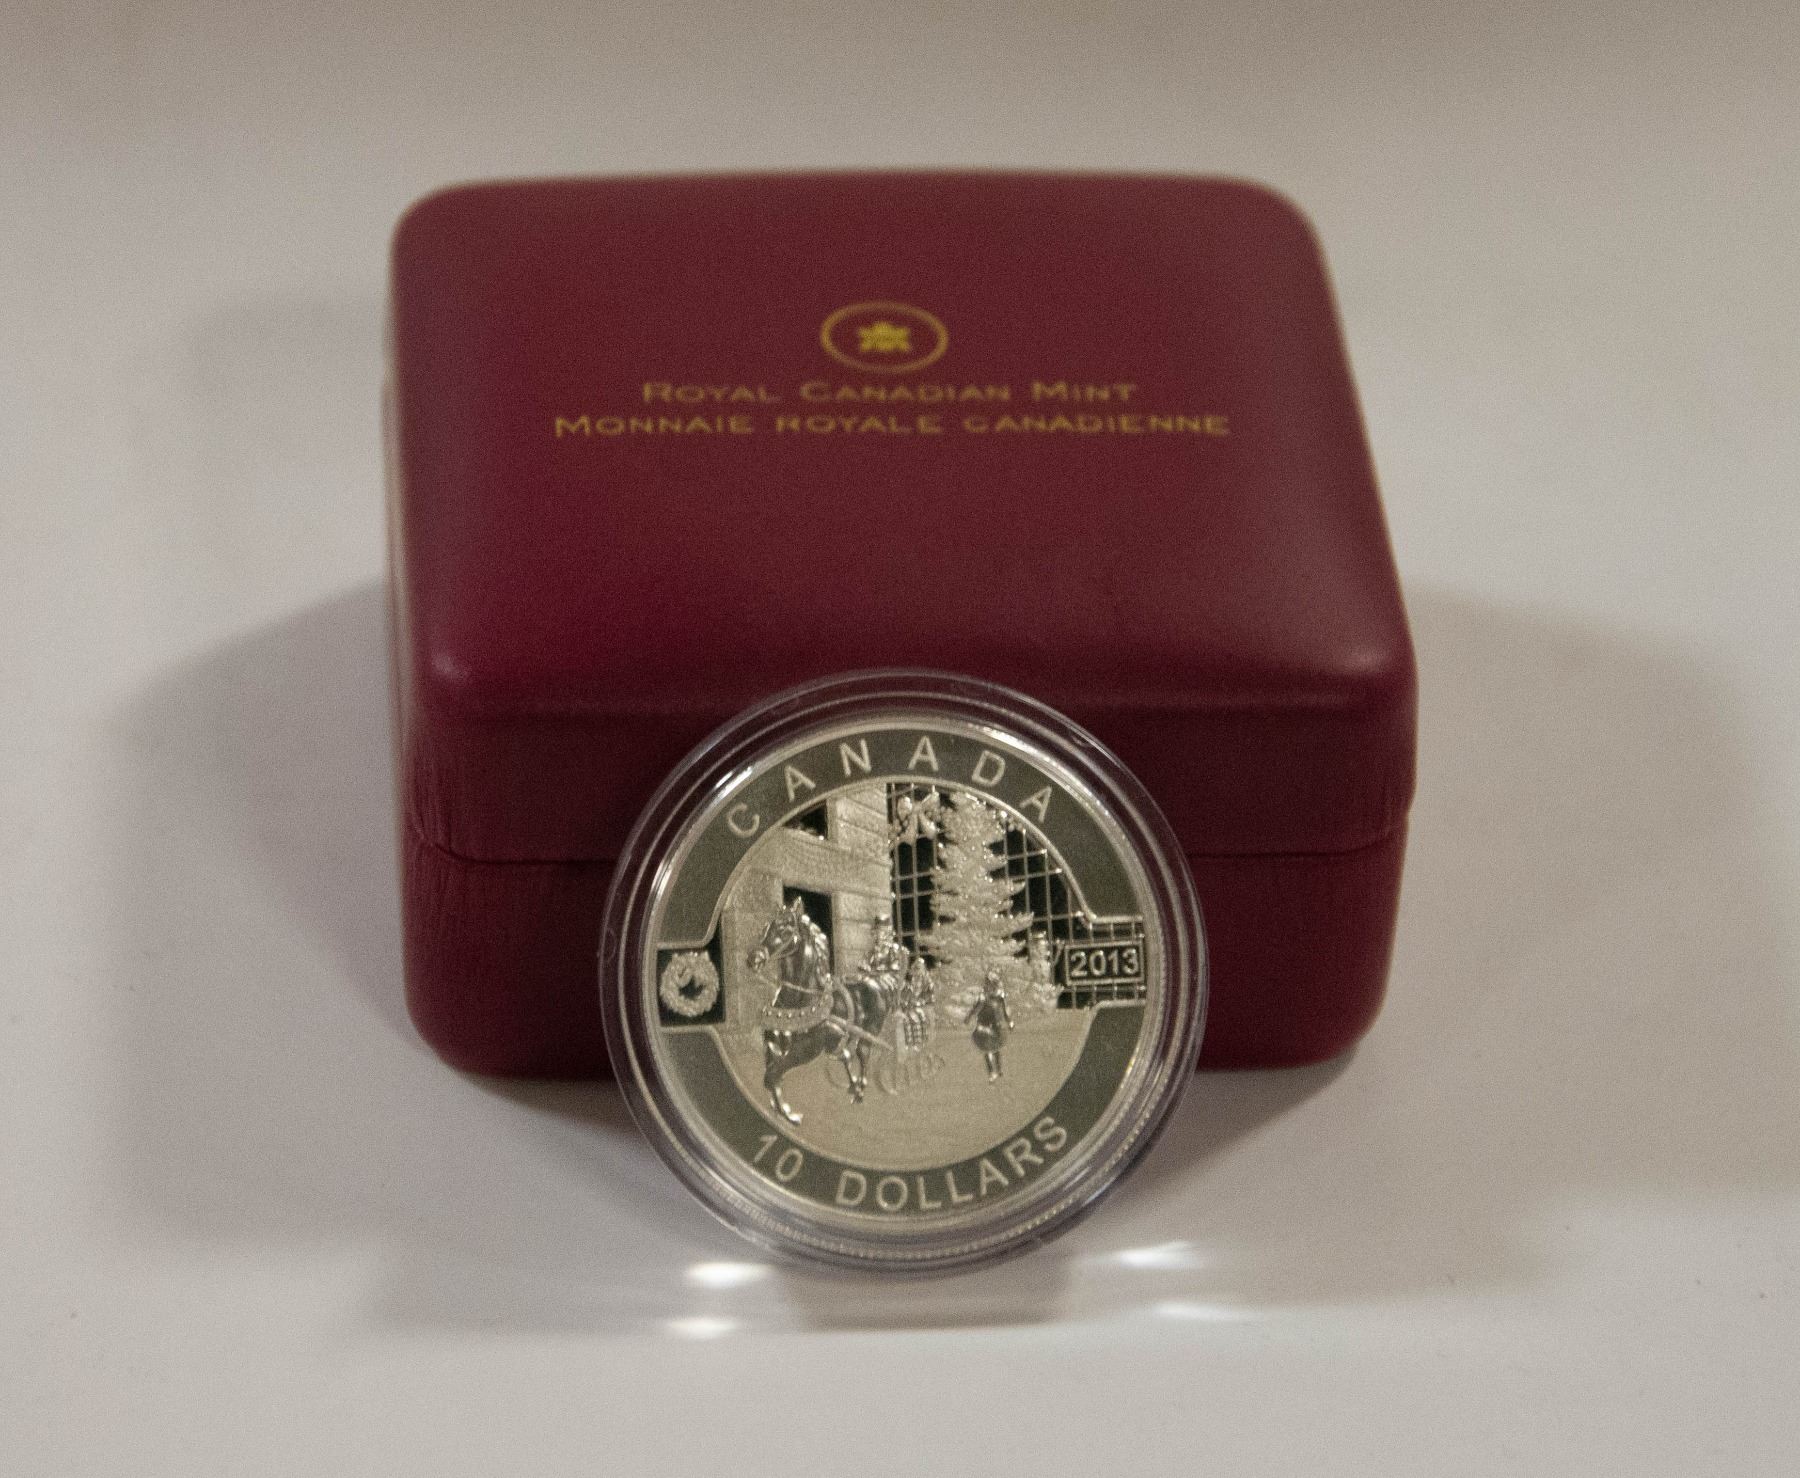 ROYAL CANADIAN MINT
MONNAIE ROYALE CANADIENNE
CANADA
2013
10 DOLLARS